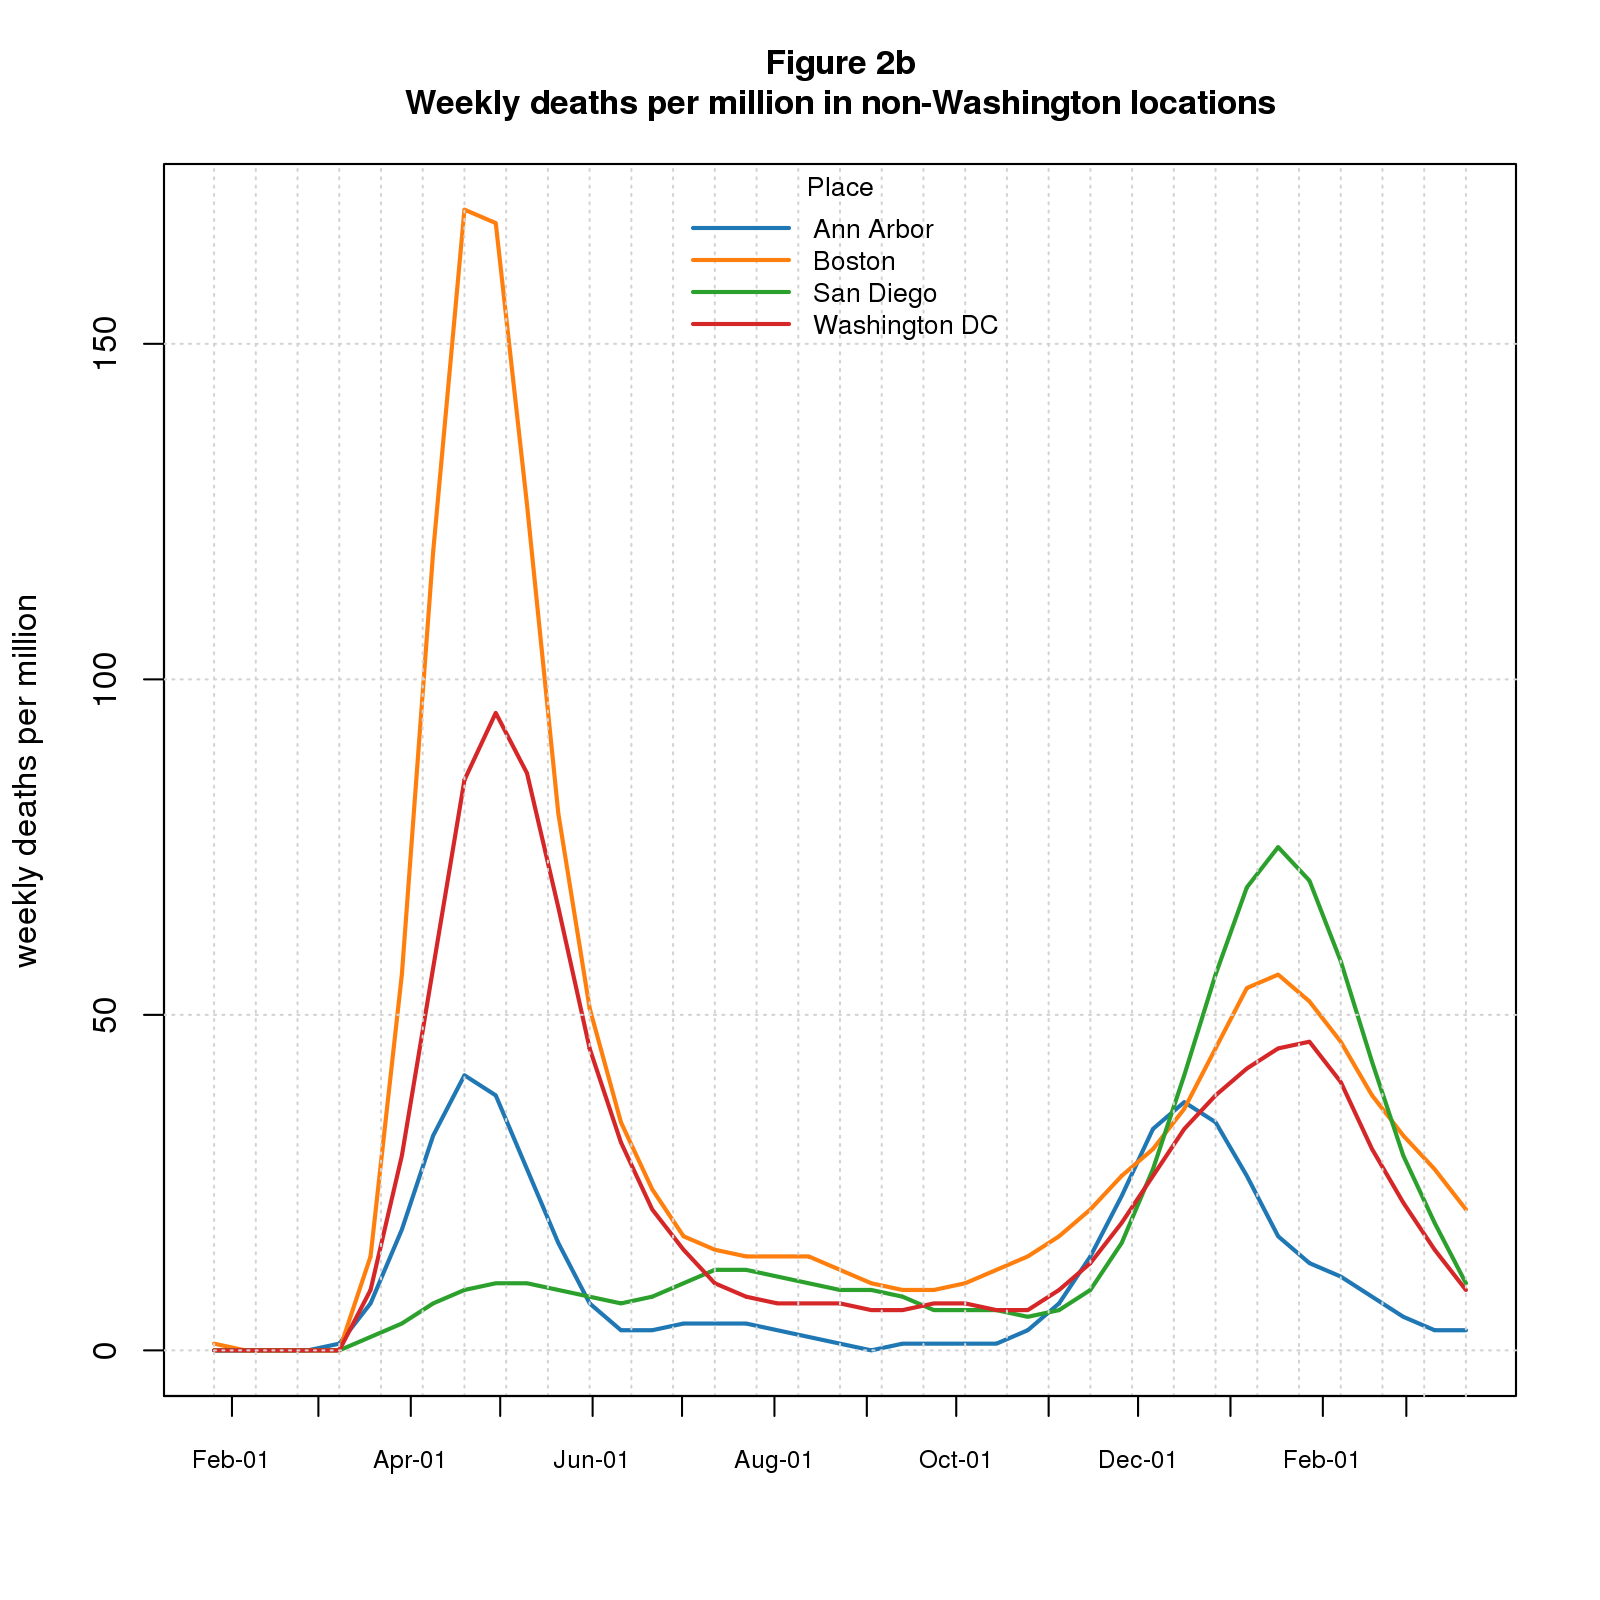 Figure 2b
Weekly deaths per million in non-Washington locations
Place
Ann Arbor
Boston
San Diego
Washington DC
weekly deaths per million
150
100
50
0
Feb-01 Apr-01 Jun-01 Aug-01 Oct-01 Dec-01 Feb-01